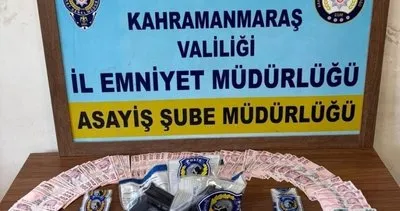 KAHRAMANMARAŞ
VALİLİĞİ
İL EMNİYET MÜDÜRLÜĞÜ
ASAYİŞ ŞUBE MÜDÜRLÜĞÜ